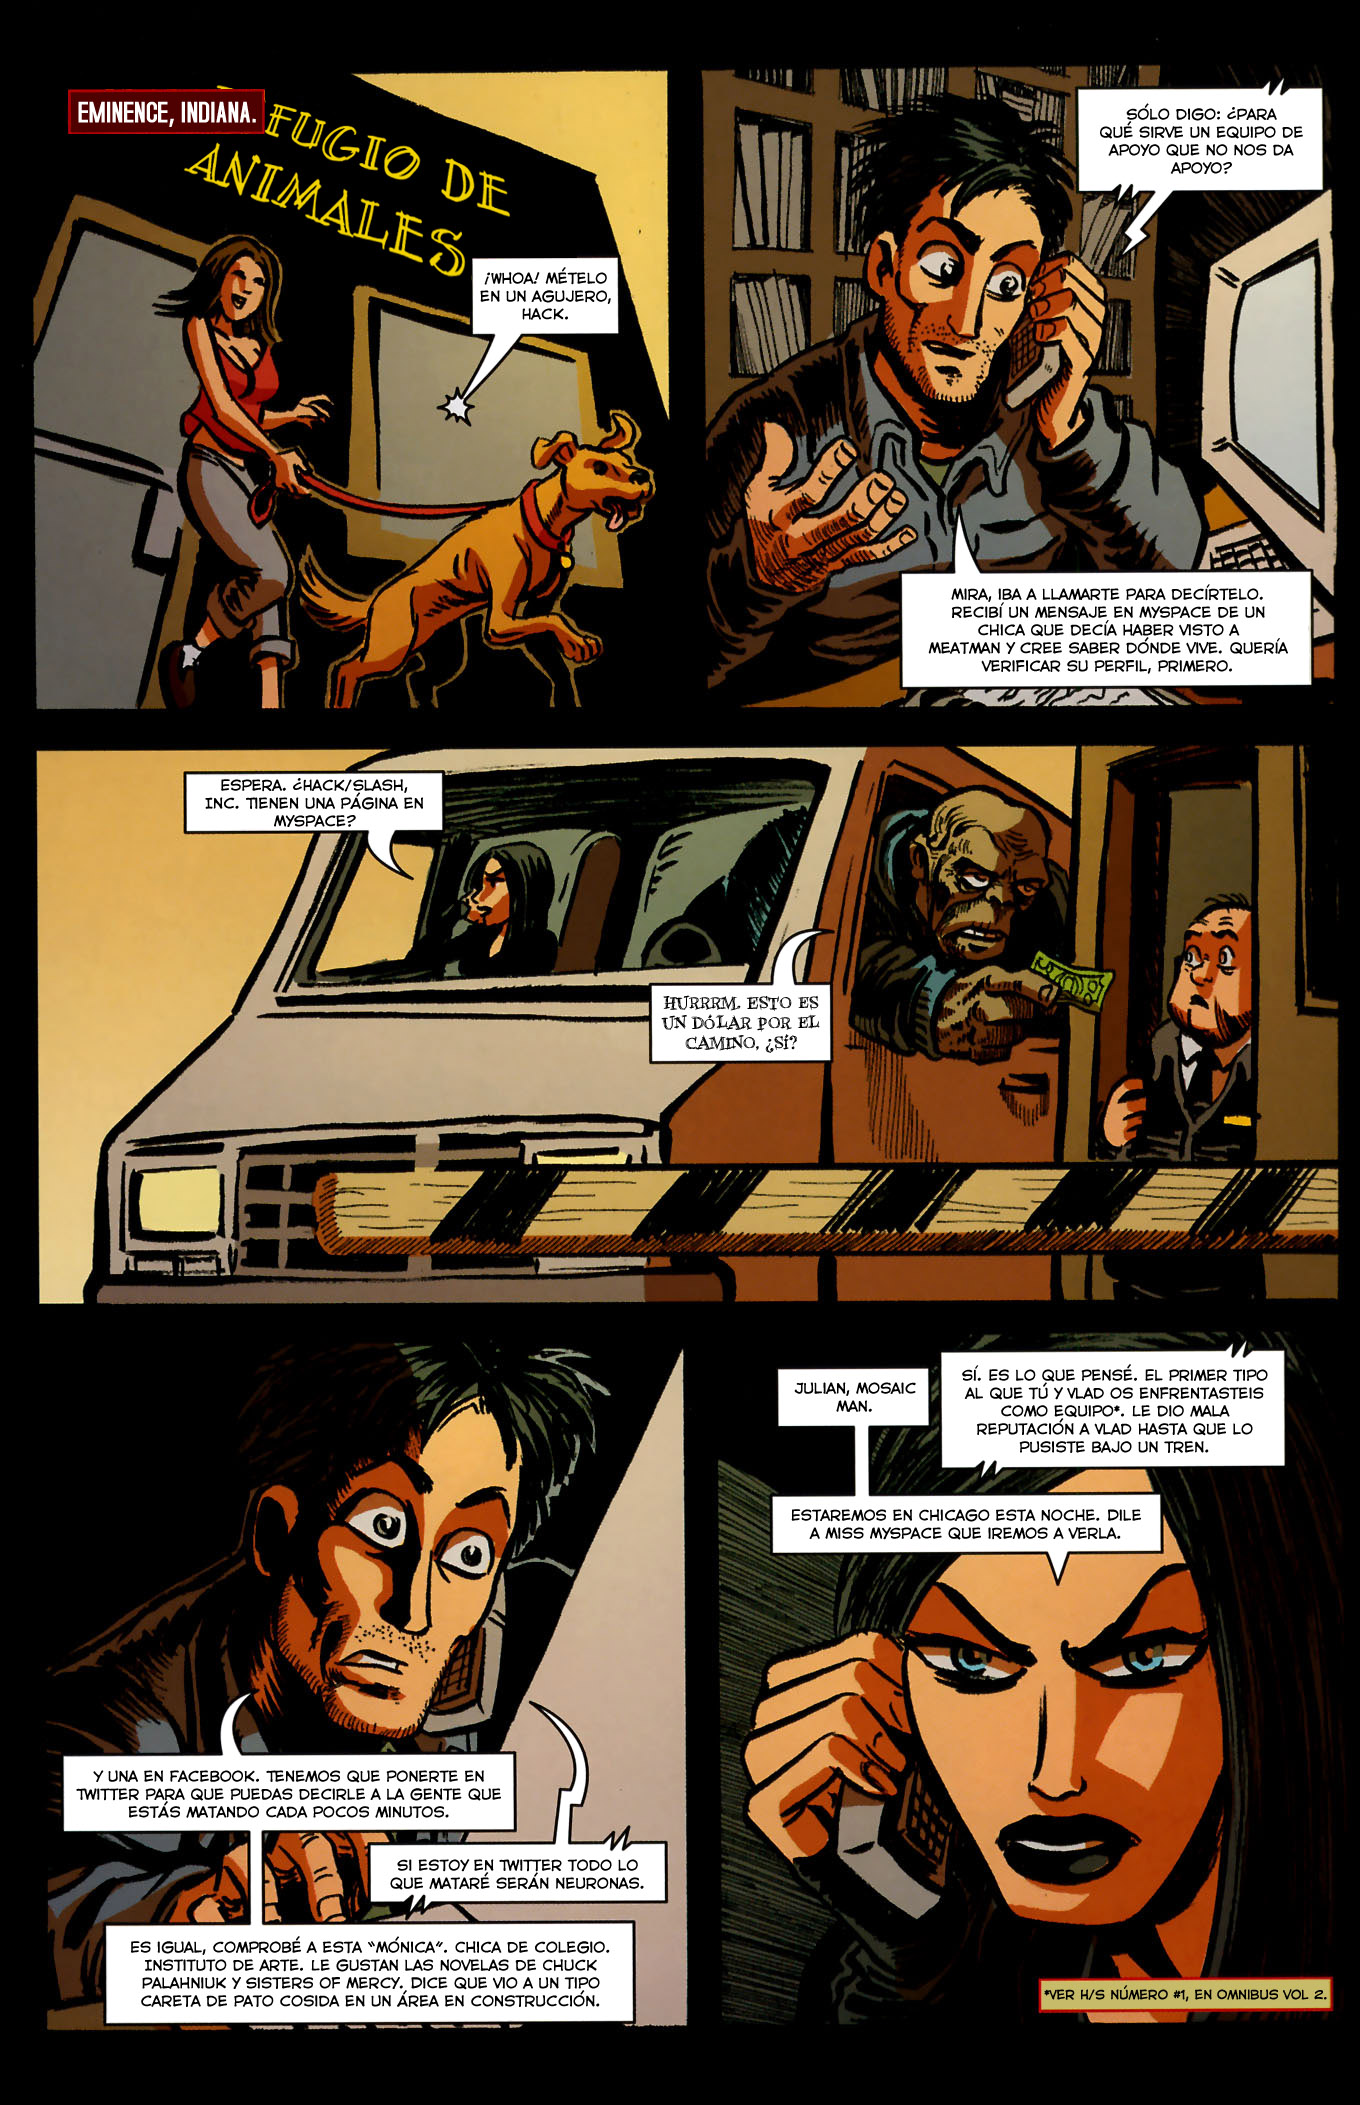 EMINENCE, INDIANA.
FUGIO DE
ANIMALES
¡WHOA! MÉTELO
EN UN AGUJERO,
HACK.
SÓLO DIGO: ¿PARA
QUÉ SIRVE UN EQUIPO DE
APOYO QUE NO NOS DA
APOYO?
MIRA, IBA A LLAMARTE PARA DECÍRTELO.
RECIBÍ UN MENSAJE EN MYSPACE DE UN
CHICA QUE DECÍA HABER VISTO A
MEATMAN Y CREE SABER DÓNDE VIVE. QUERÍA
VERIFICAR SU PERFIL, PRIMERO.
ESPERA. ¿HACK/SLASH,
INC. TIENEN UNA PÁGINA EN
MYSPACE?
HURRRM. ESTO ES
UN DÓLAR POR EL
CAMINO, ¿SÍ?
Y UNA EN FACEBOOK. TENEMOS QUE PONERTE EN
TWITTER PARA QUE PUEDAS DECIRLE A LA GENTE QUE
ESTÁS MATANDO CADA POCOS MINUTOS.
SI ESTOY EN TWITTER TODO LO
QUE MATARÉ SERÁN NEURONAS.
ES IGUAL, COMPROBÉ A ESTA "MÓNICA". CHICA DE COLEGIO.
INSTITUTO DE ARTE. LE GUSTAN LAS NOVELAS DE CHUCK
PALAHNIUK Y SISTERS OF MERCY. DICE QUE VIO A UN TIPO
CARETA DE PATO COSIDA EN UN ÁREA EN CONSTRUCCIÓN.
JULIAN, MOSAIC
MAN.
SÍ. ES LO QUE PENSÉ. EL PRIMER TIPO
AL QUE TÚ Y VLAD OS ENFRENTASTEIS
COMO EQUIPO*. LE DIO MALA
REPUTACIÓN A VLAD HASTA QUE LO
PUSISTE BAJO UN TREN.
ESTAREMOS EN CHICAGO ESTA NOCHE. DILE
A MISS MYSPACE QUE IREMOS A VERLA.
*VER H/S NÚMERO #1, EN OMNIBUS VOL 2.